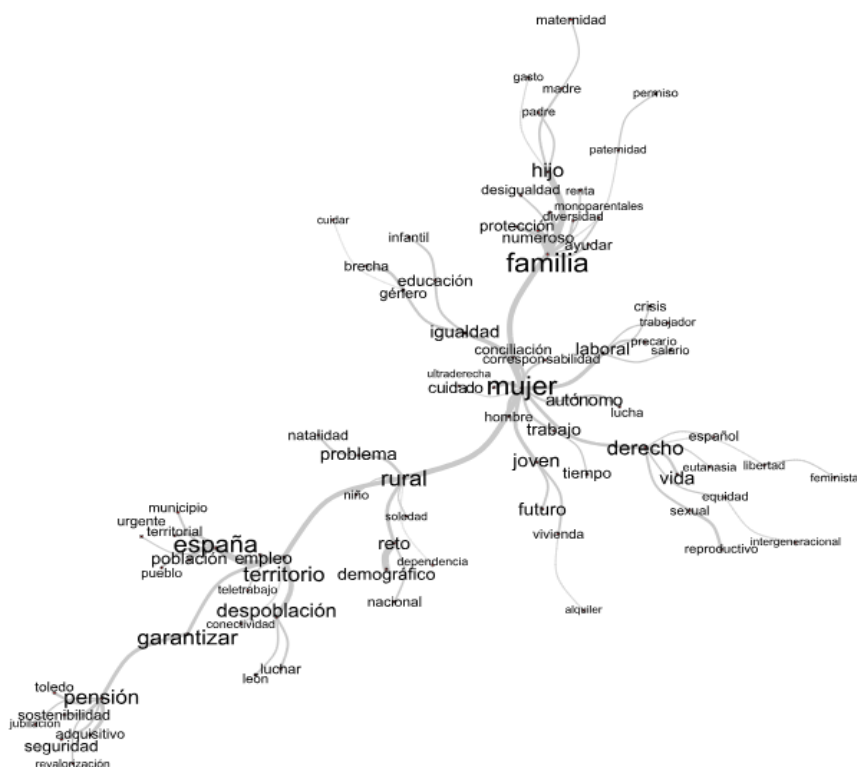 maternidad
gasto
madre
permiso
padre
paternidad
hijo
desigualdad
renta
monoparentales
diversidad
protección
numeroso
ayudar
familia
cuidar
infantil
brecha
educación
género
igualdad
crisis
trabajador
precario
laboral
salario
conciliación
corresponsabilidad
ultraderecha
cuidado
mujer
autónomo
lucha
hombre
trabajo
natalidad
problema
joven
tiempo
derecho
español
eutanasia
libertad
feminista
vida
equidad
sexual
intergeneracional
reproductivo
rural
niño
futuro
vivienda
alquiler
soledad
reto
dependencia
demográfico
nacional
municipio
urgente
territorial
españa
población
empleo
pueblo
territorio
teletrabajo
despoblación
conectividad
garantizar
luchar
león
toledo
pensión
sostenibilidad
jubilación
adquisitivo
seguridad
revalorización